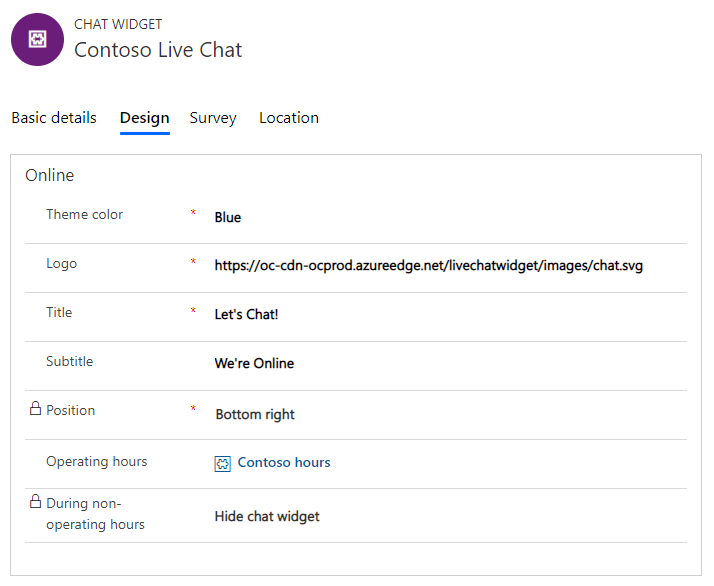 CHAT WIDGET
Contoso Live Chat
Basic details Design Survey Location
Online
Theme color * Blue
Logo * https://oc-cdn-ocprod.azureedge.net/livechatwidget/images/chat.svg
Title * Let's Chat!
Subtitle We're Online
Position * Bottom right
Operating hours Contoso hours
During non-
operating hours Hide chat widget